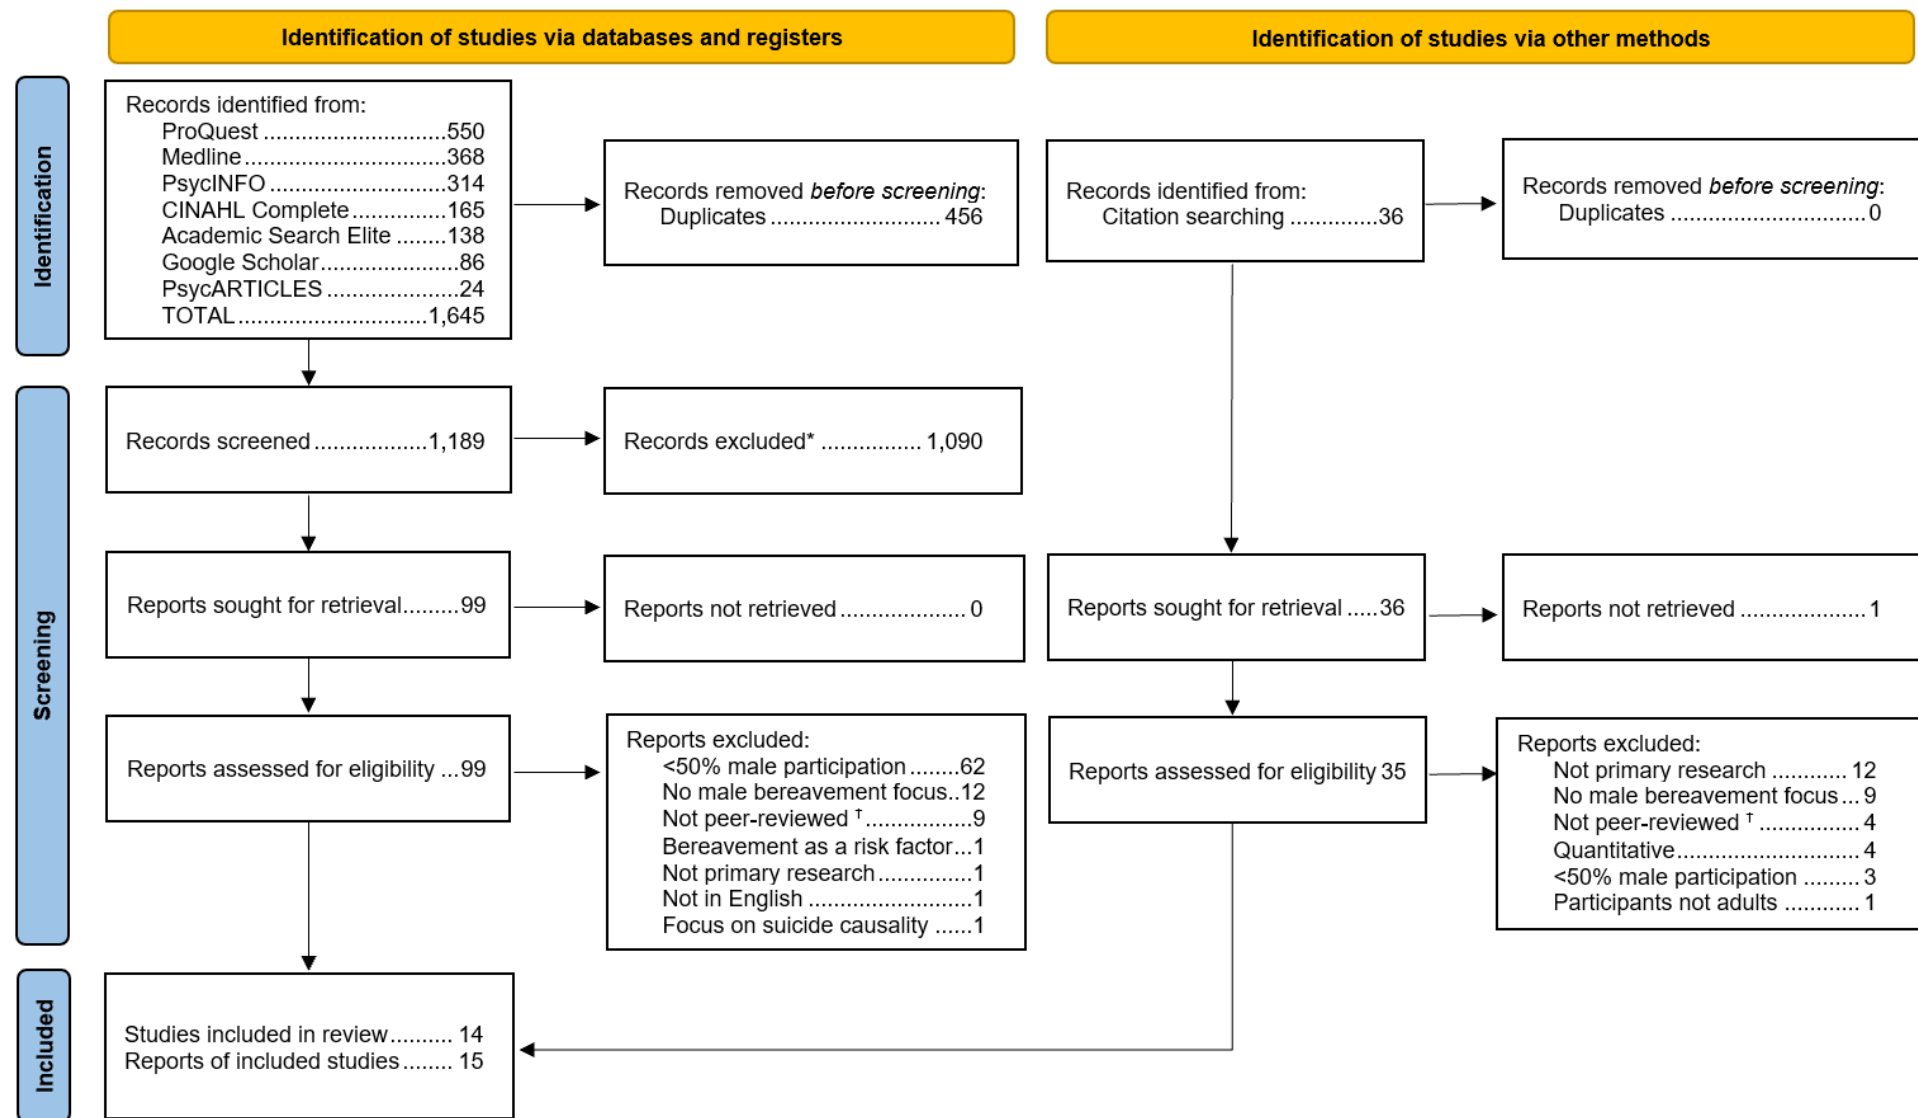 Identification of studies via databases and registers
Identification of studies via other methods
Identification
Records identified from:
ProQuest ............................550
Medline ...............................368
PsycINFO ...........................314
CINAHL Complete ...............165
Academic Search Elite ........138
Google Scholar .....................86
PsycARTICLES .....................24
TOTAL ..............................1,645
Records removed before screening:
Duplicates ........................... 456
Records identified from:
Citation searching ..............36
Records removed before screening:
Duplicates ...............................0
Screening
Records screened ..................1,189
Records excluded* ................ 1,090
Reports sought for retrieval.........99
Reports not retrieved .................... 0
Reports sought for retrieval .....36
Reports not retrieved .................... 1
Reports assessed for eligibility ...99
Reports excluded:
<50% male participation ........62
No male bereavement focus..12
Not peer-reviewed † .................9
Bereavement as a risk factor...1
Not primary research ...............1
Not in English ..........................1
Focus on suicide causality ......1
Reports assessed for eligibility 35
Reports excluded:
Not primary research ............ 12
No male bereavement focus ... 9
Not peer-reviewed † ................ 4
Quantitative ............................. 4
<50% male participation ......... 3
Participants not adults ............ 1
Included
Studies included in review .......... 14
Reports of included studies ........ 15